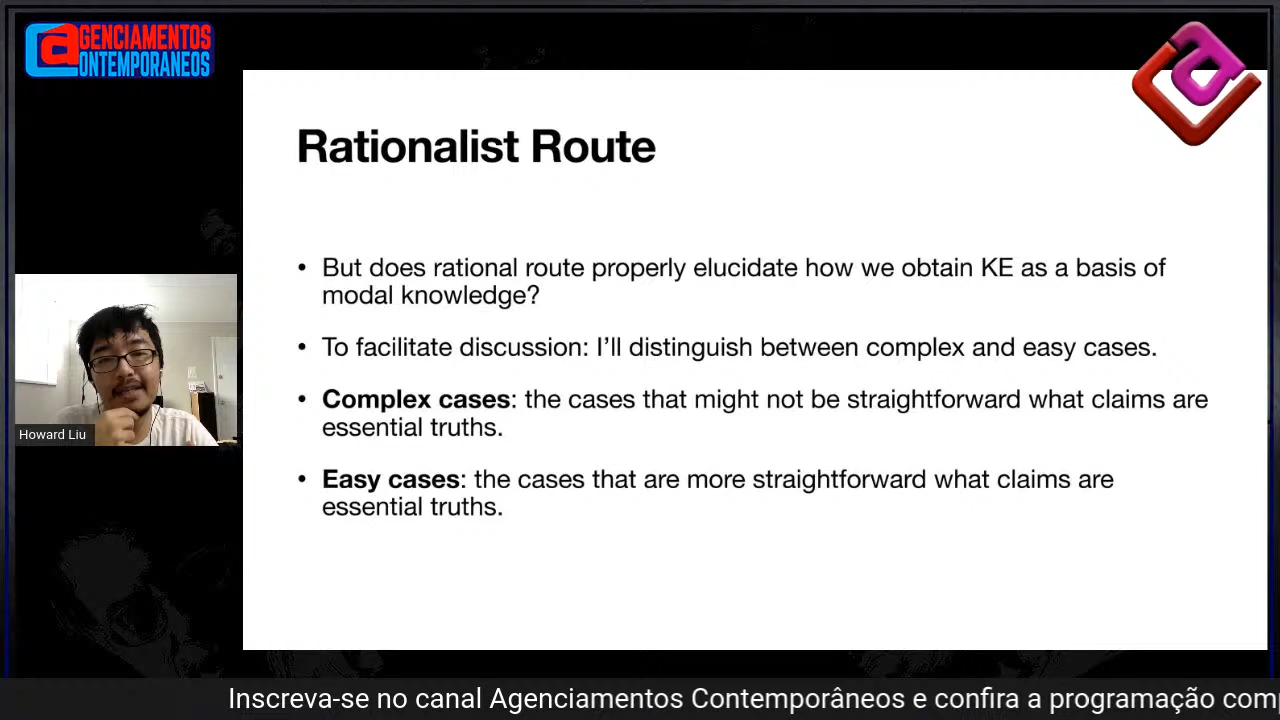 AGENCIAMENTOS
CONTEMPORANEOS
Rationalist Route
• But does rational route properly elucidate how we obtain KE as a basis of
modal knowledge?
• To facilitate discussion: I’ll distinguish between complex and easy cases.
• Complex cases: the cases that might not be straightforward what claims are
essential truths.
• Easy cases: the cases that are more straightforward what claims are
essential truths.
Howard Liu
Inscreva-se no canal Agenciamentos Contemporâneos e confira a programação com